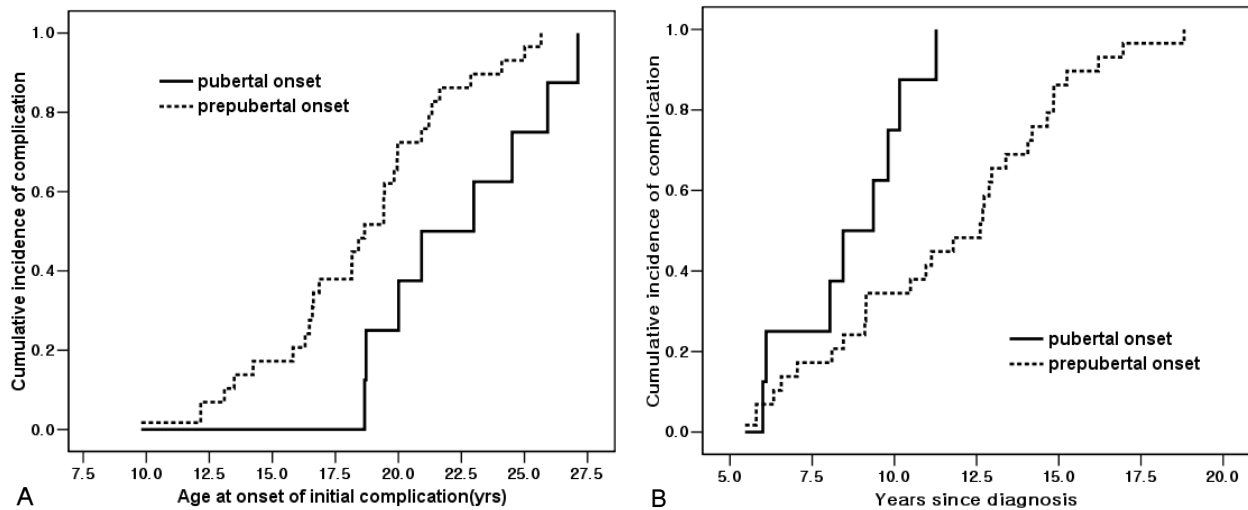 1.0
0.8
0.6
0.4
0.2
0.0
Cumulative incidence of complication
pubertal onset
prepubertal onset
7.5 10.0 12.5 15.0 17.5 20.0 22.5 25.0 27.5
Age at onset of initial complication(yrs)
A
1.0
0.8
0.6
0.4
0.2
0.0
Cumulative incidence of complication
pubertal onset
prepubertal onset
5.0 7.5 10.0 12.5 15.0 17.5 20.0
Years since diagnosis
B